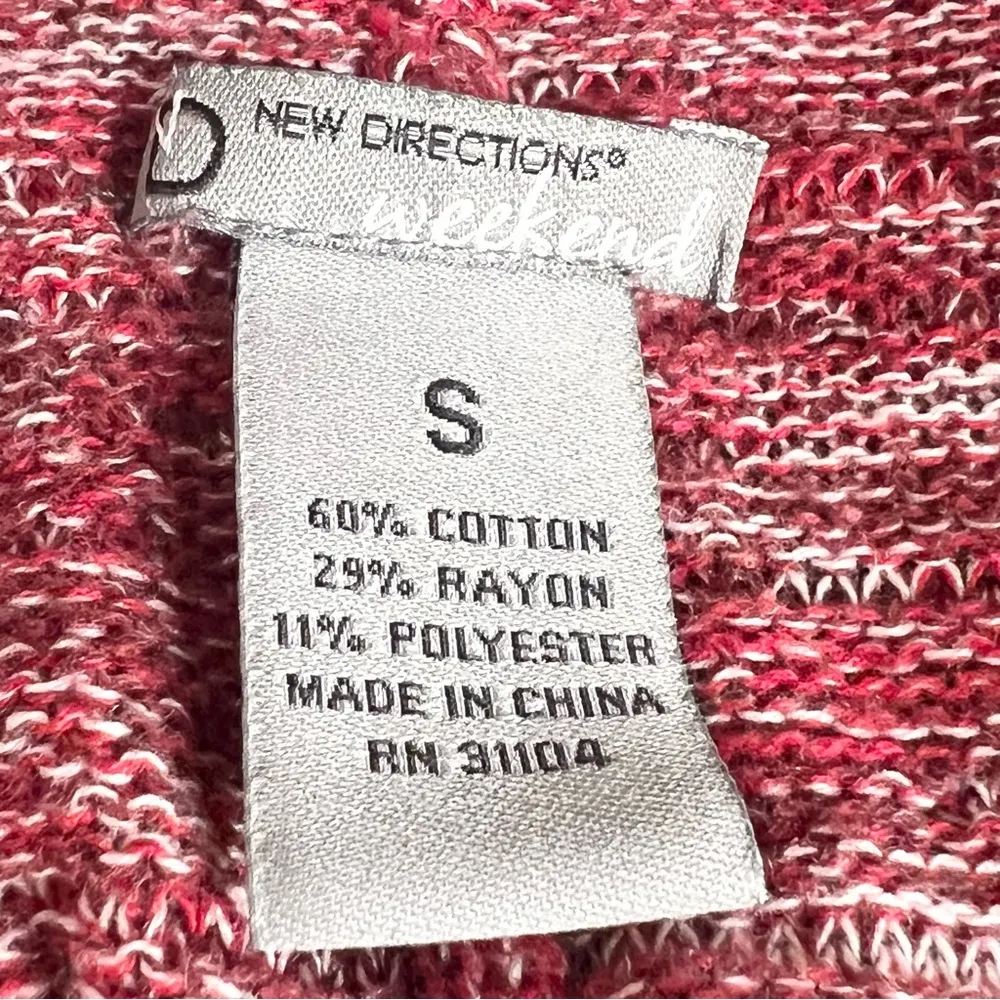 D NEW DIRECTIONS®
weekend
S
60% COTTON
29% RAYON
11% POLYESTER
MADE IN CHINA
RN 31104